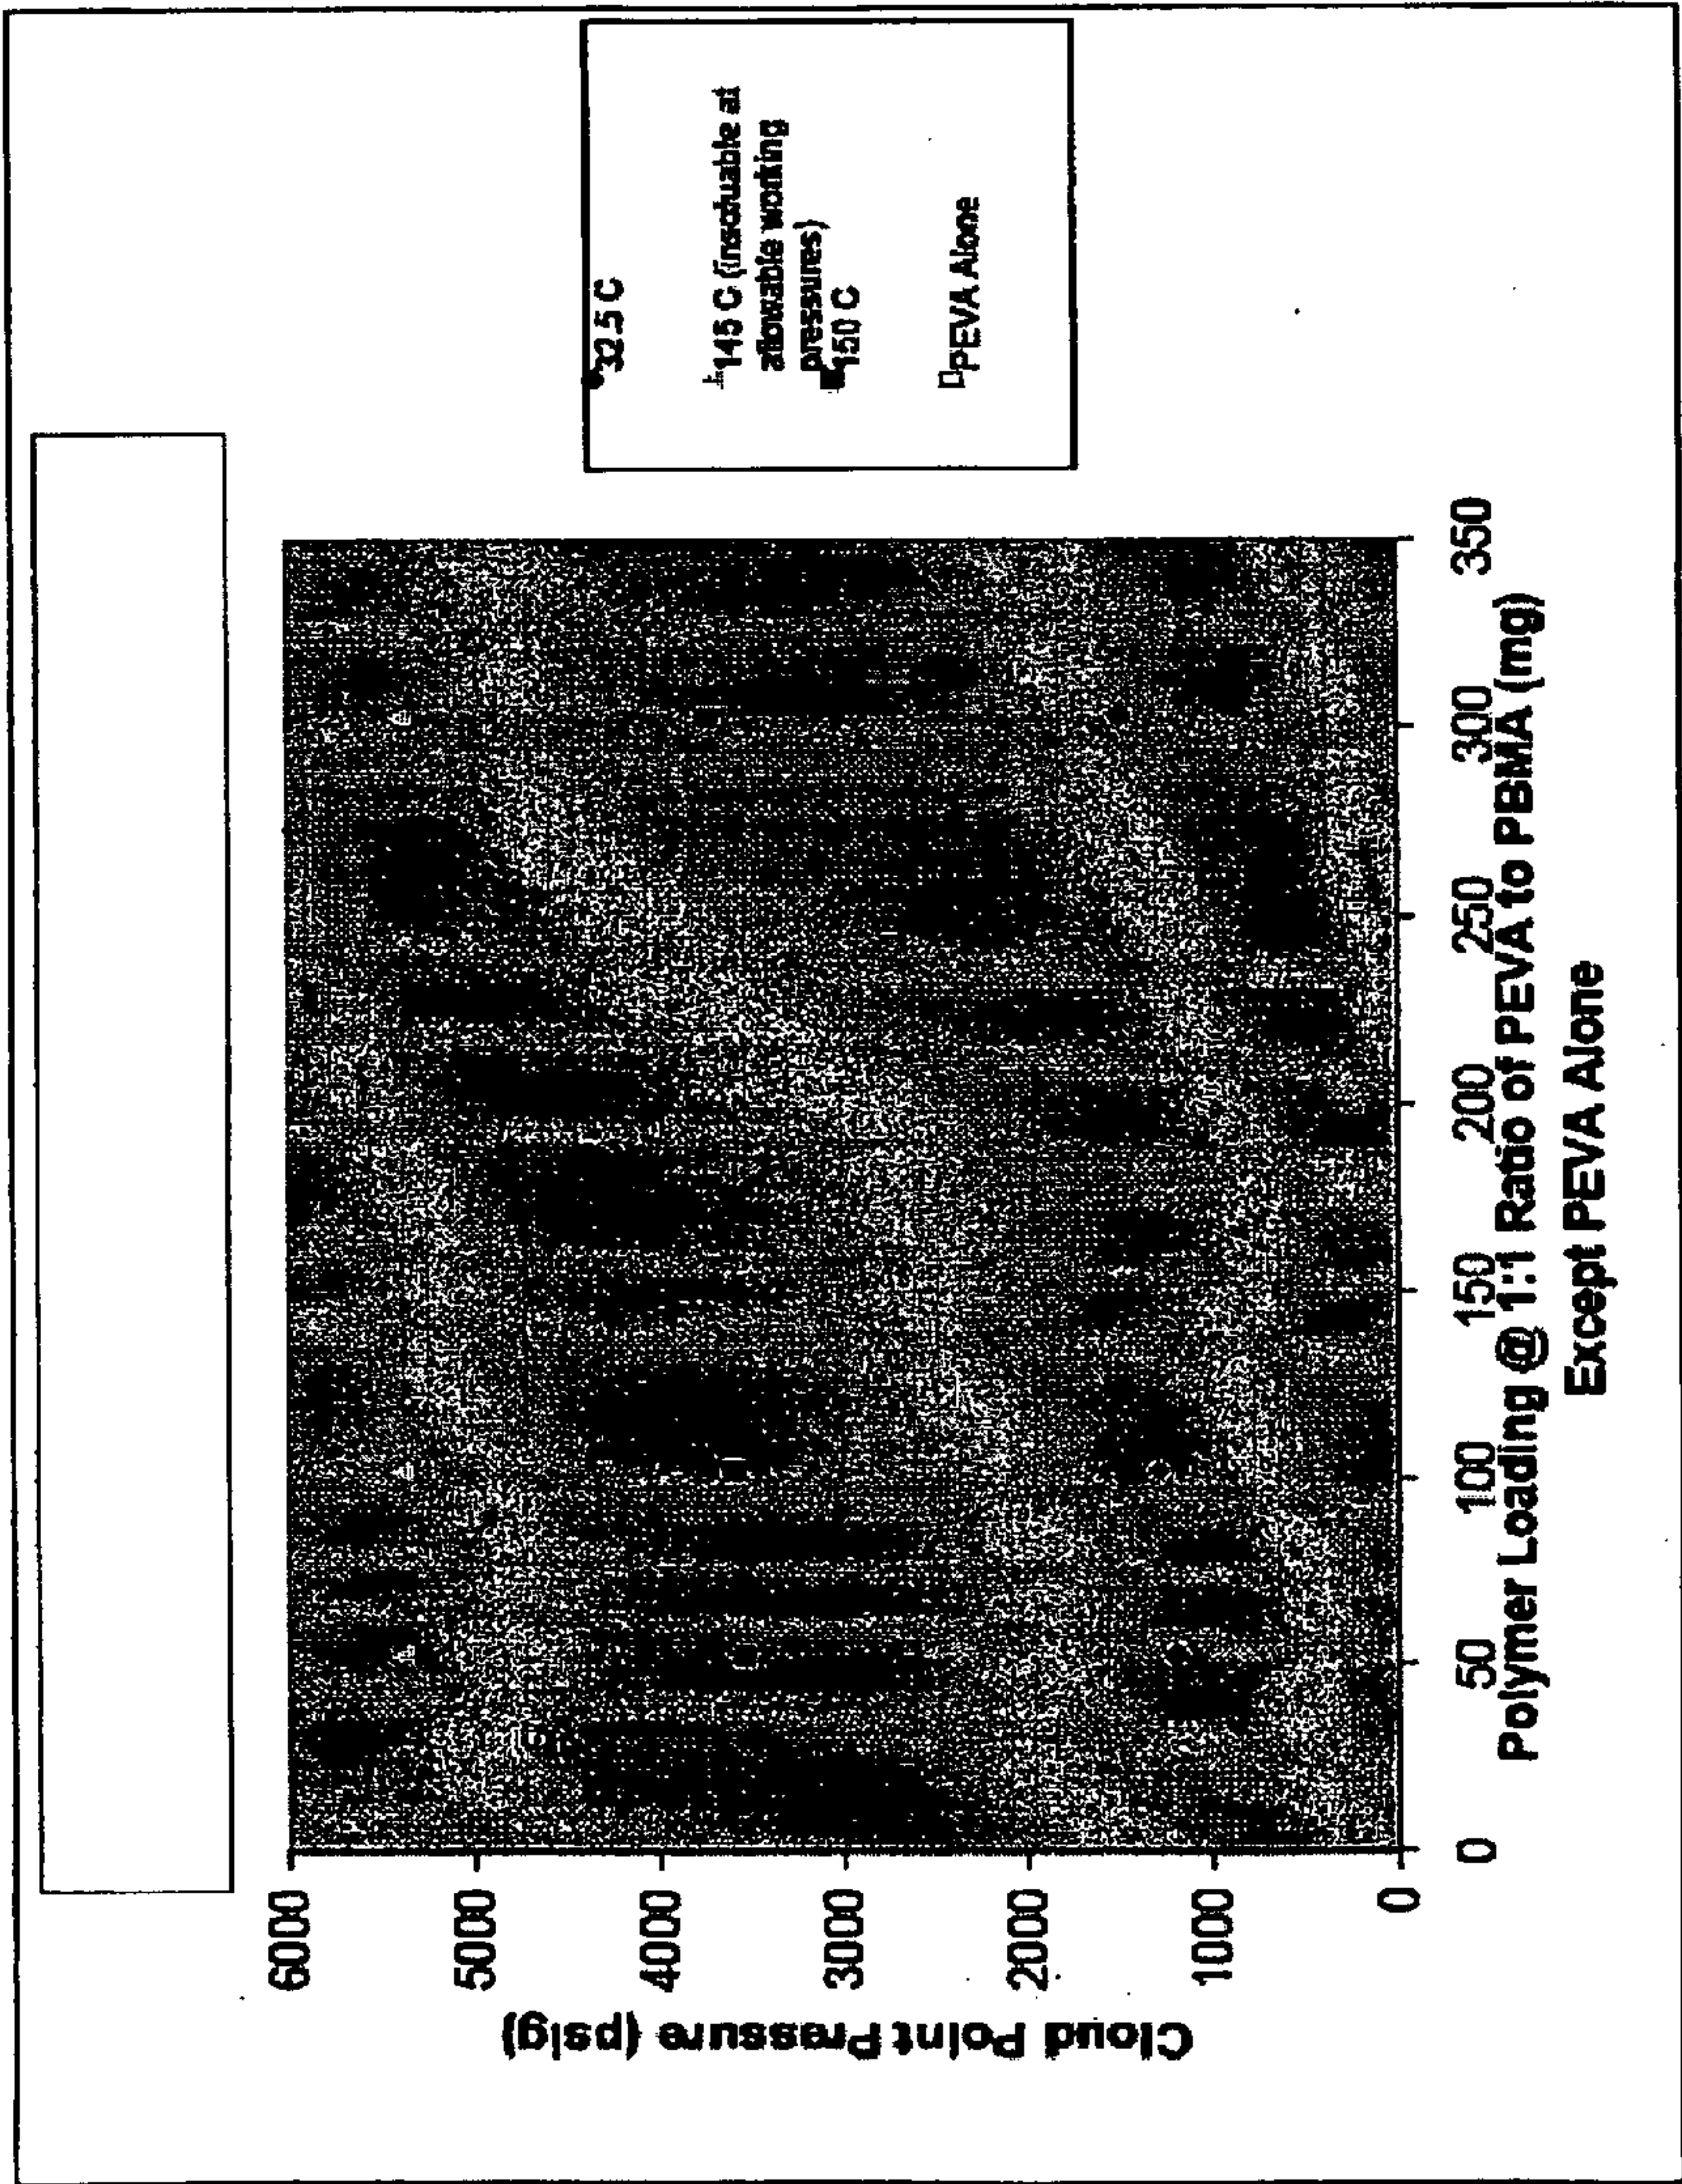 6000
5000
4000
3000
2000
1000
0
Cloud Point Pressure (psig)
0 50 100 150 200 250 300 350
Polymer Loading @ 1:1 Ratio of PEVA to PBMA (mg)
Except PEVA Alone
32.5 C
145 C (insoluable at
allowable working
pressures)
150 C
PEVA Alone